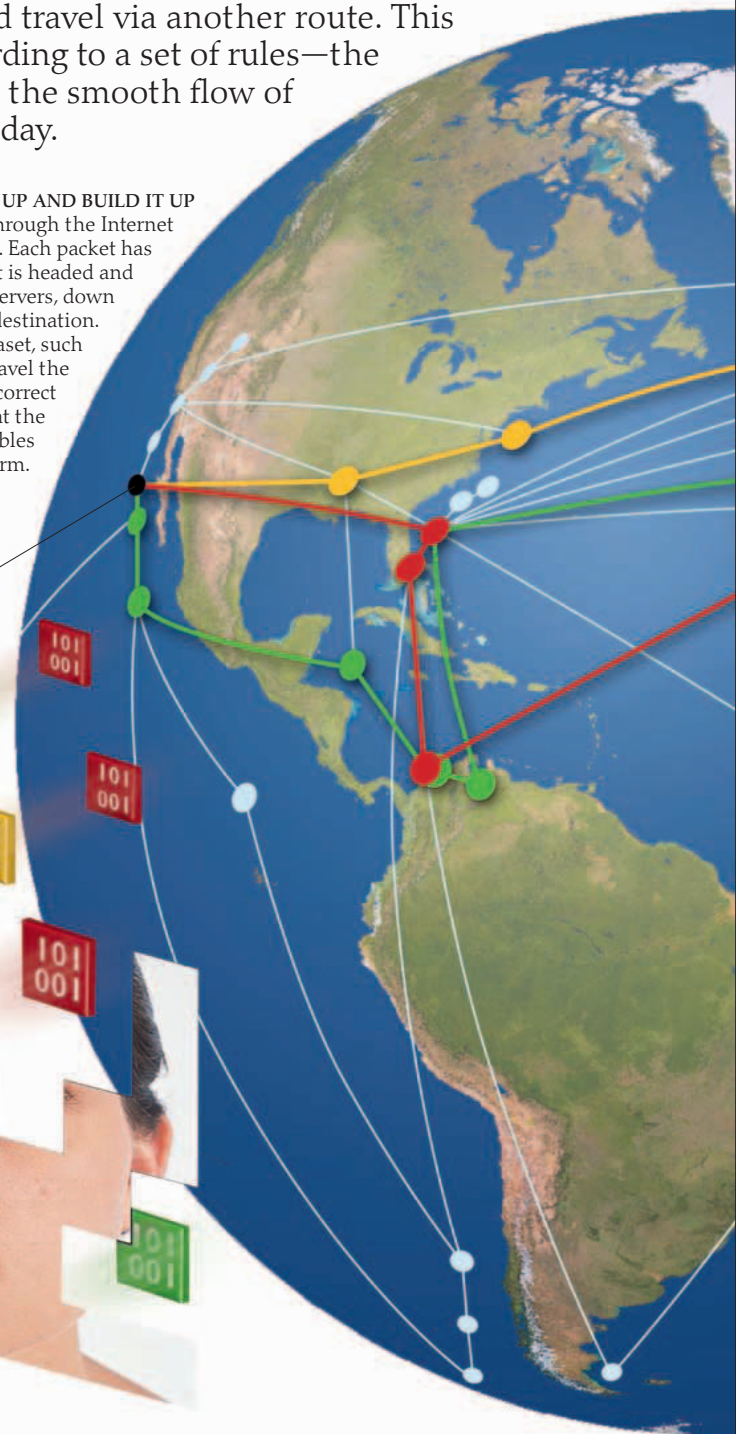 d travel via another route. This
rding to a set of rules—the
the smooth flow of
day.
UP AND BUILD IT UP
hrough the Internet
. Each packet has
t is headed and
ervers, down
destination.
aset, such
avel the
correct
at the
bles
rm.
101
001
101
001
101
001
101
001